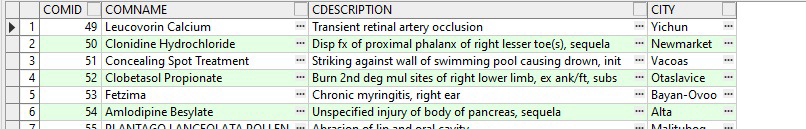 COMID COMNAME CDESCRIPTION CITY
1 49 Leucovorin Calcium ... Transient retinal artery occlusion ... Yichun ...
2 50 Clonidine Hydrochloride ... Disp fx of proximal phalanx of right lesser toe(s), sequela ... Newmarket ...
3 51 Concealing Spot Treatment ... Striking against wall of swimming pool causing drown, init ... Vacoas ...
4 52 Clobetasol Propionate ... Burn 2nd deg mul sites of right lower limb, ex ank/ft, subs ... Otaslavice ...
5 53 Fetzima ... Chronic myringitis, right ear ... Bayan-Ovoo ...
6 54 Amlodipine Besylate ... Unspecified injury of body of pancreas, sequela ... Alta ...
55 PLANTAGO LANCEOLATA POLLEN ... Abrasion of lip and oral cavity ... Malitubog ...